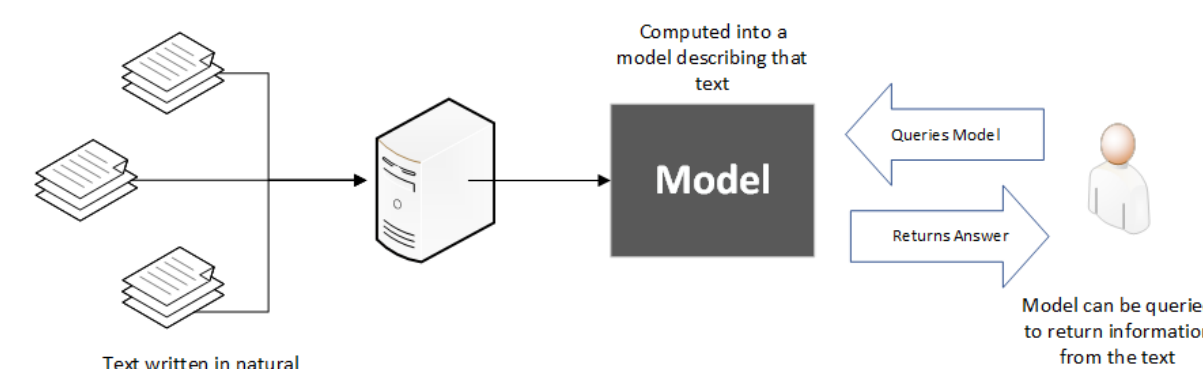 Computed into a
model describing that
text
Model
Queries Model
Returns Answer
Model can be querie
to return information
from the text
Text written in natural